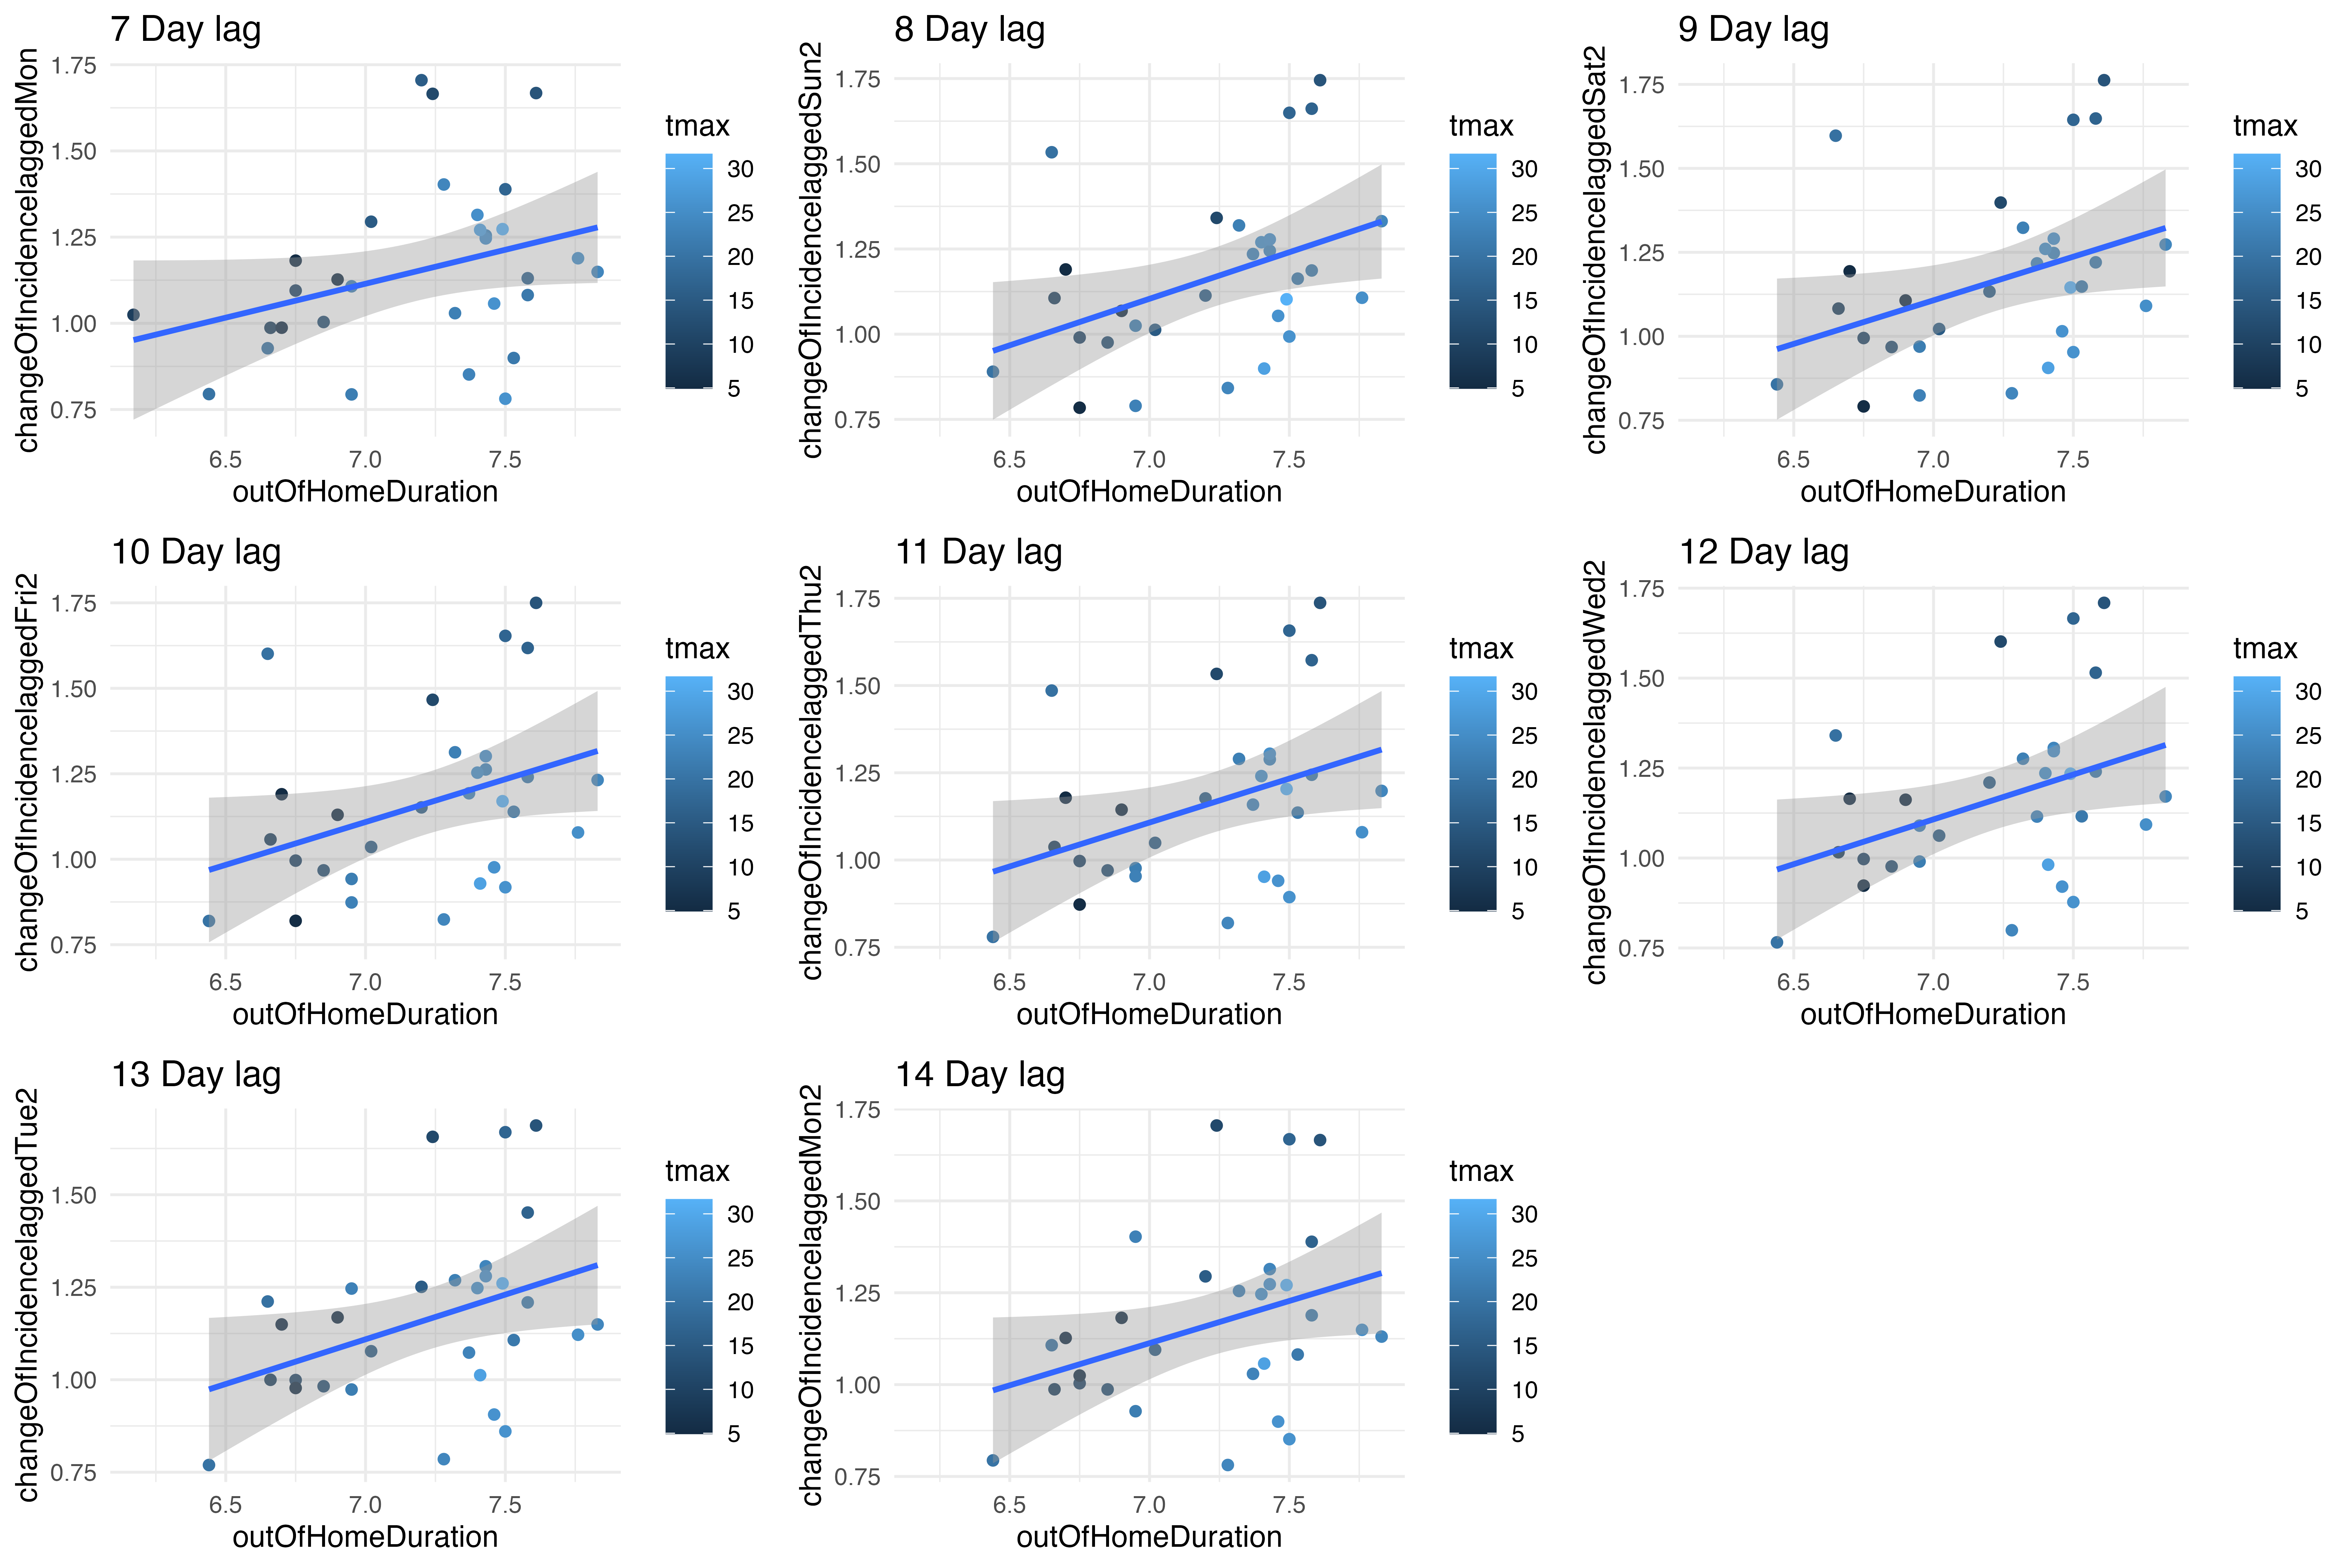 7 Day lag
changeOfIncidencelaggedMon
1.75
1.50
1.25
1.00
0.75
6.5 7.0 7.5
outOfHomeDuration
tmax
30
25
20
15
10
5
8 Day lag
changeOfIncidencelaggedSun2
1.75
1.50
1.25
1.00
0.75
6.5 7.0 7.5
outOfHomeDuration
tmax
30
25
20
15
10
5
9 Day lag
changeOfIncidencelaggedSat2
1.75
1.50
1.25
1.00
0.75
6.5 7.0 7.5
outOfHomeDuration
tmax
30
25
20
15
10
5
10 Day lag
changeOfIncidencelaggedFri2
1.75
1.50
1.25
1.00
0.75
6.5 7.0 7.5
outOfHomeDuration
tmax
30
25
20
15
10
5
11 Day lag
changeOfIncidencelaggedThu2
1.75
1.50
1.25
1.00
0.75
6.5 7.0 7.5
outOfHomeDuration
tmax
30
25
20
15
10
5
12 Day lag
changeOfIncidencelaggedWed2
1.75
1.50
1.25
1.00
0.75
6.5 7.0 7.5
outOfHomeDuration
tmax
30
25
20
15
10
5
13 Day lag
changeOfIncidencelaggedTue2
1.50
1.25
1.00
0.75
6.5 7.0 7.5
outOfHomeDuration
tmax
30
25
20
15
10
5
14 Day lag
changeOfIncidencelaggedMon2
1.75
1.50
1.25
1.00
0.75
6.5 7.0 7.5
outOfHomeDuration
tmax
30
25
20
15
10
5